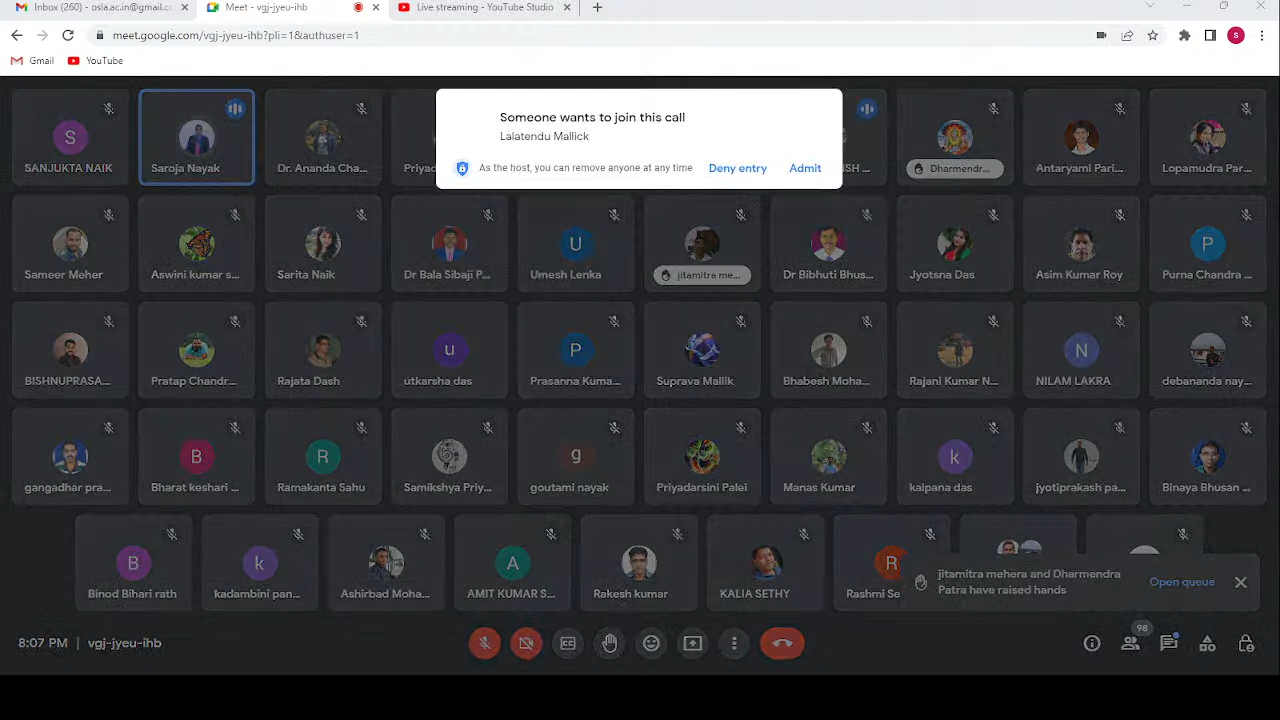 Inbox (260) - osla.ac.in@gmail.c
Meet - vgj-jyeu-ihb
Live streaming - YouTube Studio
meet.google.com/vgj-jyeu-ihb?pli=1&authuser=1
S
Gmail
YouTube
Someone wants to join this call
Lalatendu Mallick
As the host, you can remove anyone at any time
Deny entry
Admit
S
SANJUKTA NAIK
Saroja Nayak
Dr. Ananda Cha...
Dharmendr...
Antaryami Pari...
Lopamudra Par...
Sameer Meher
Aswini kumar s...
Sarita Naik
Dr Bala Sibaji P...
U
Umesh Lenka
jitamitra me...
Dr Bibhuti Bhus...
Jyotsna Das
Asim Kumar Roy
P
Purna Chandra ...
BISHNUPRASA...
Pratap Chandr...
Rajata Dash
u
utkarsha das
P
Prasanna Kuma...
Suprava Mallik
Bhabesh Moha...
Rajani Kumar N...
N
NILAM LAKRA
debananda nay...
gangadhar pra...
B
Bharat keshari ...
R
Ramakanta Sahu
Samikshya Priy...
g
goutami nayak
Priyadarsini Palei
Manas Kumar
k
kalpana das
jyotiprakash pa...
Binaya Bhusan ...
B
Binod Bihari rath
k
kadambini pan...
Ashirbad Moha...
A
AMIT KUMAR S...
Rakesh kumar
KALIA SETHY
R
Rashmi Se
jitamitra mehera and Dharmendra
Patra have raised hands
Open queue
8:07 PM | vgj-jyeu-ihb
98